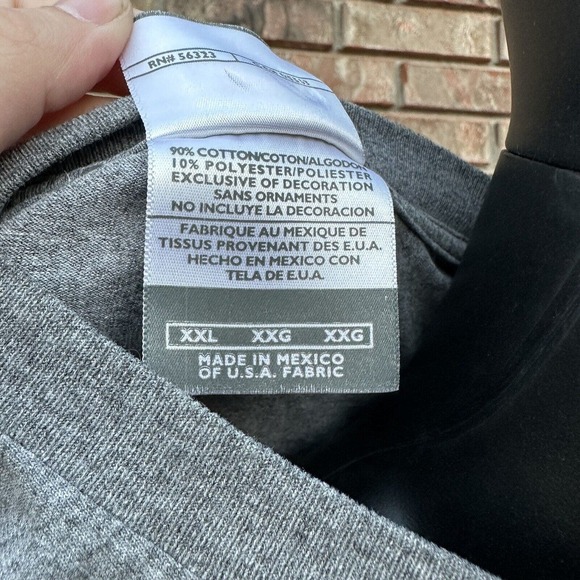 RN# 56323
90% COTTON/COTON/ALGODON
10% POLYESTER/POLIESTER
EXCLUSIVE OF DECORATION
SANS ORNAMENTS
NO INCLUYE LA DECORACION
FABRIQUE AU MEXIQUE DE
TISSUS PROVENANT DES E.U.A.
HECHO EN MEXICO CON
TELA DE E.U.A.
XXL XXG XXG
MADE IN MEXICO
OF U.S.A. FABRIC